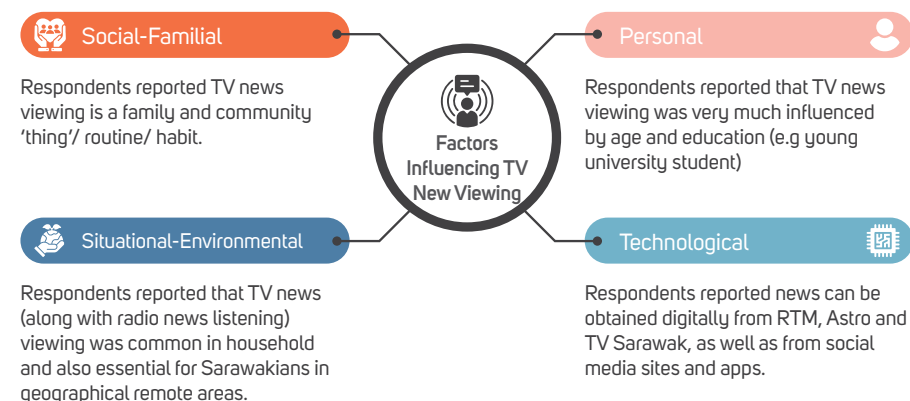 Social-Familial
Respondents reported TV news
viewing is a family and community
‘thing’/ routine/ habit.
Factors
Influencing TV
New Viewing
Personal
Respondents reported that TV news
viewing was very much influenced
by age and education (e.g young
university student)
Situational-Environmental
Respondents reported that TV news
(along with radio news listening)
viewing was common in household
and also essential for Sarawakians in
geographical remote areas.
Technological
Respondents reported news can be
obtained digitally from RTM, Astro and
TV Sarawak, as well as from social
media sites and apps.